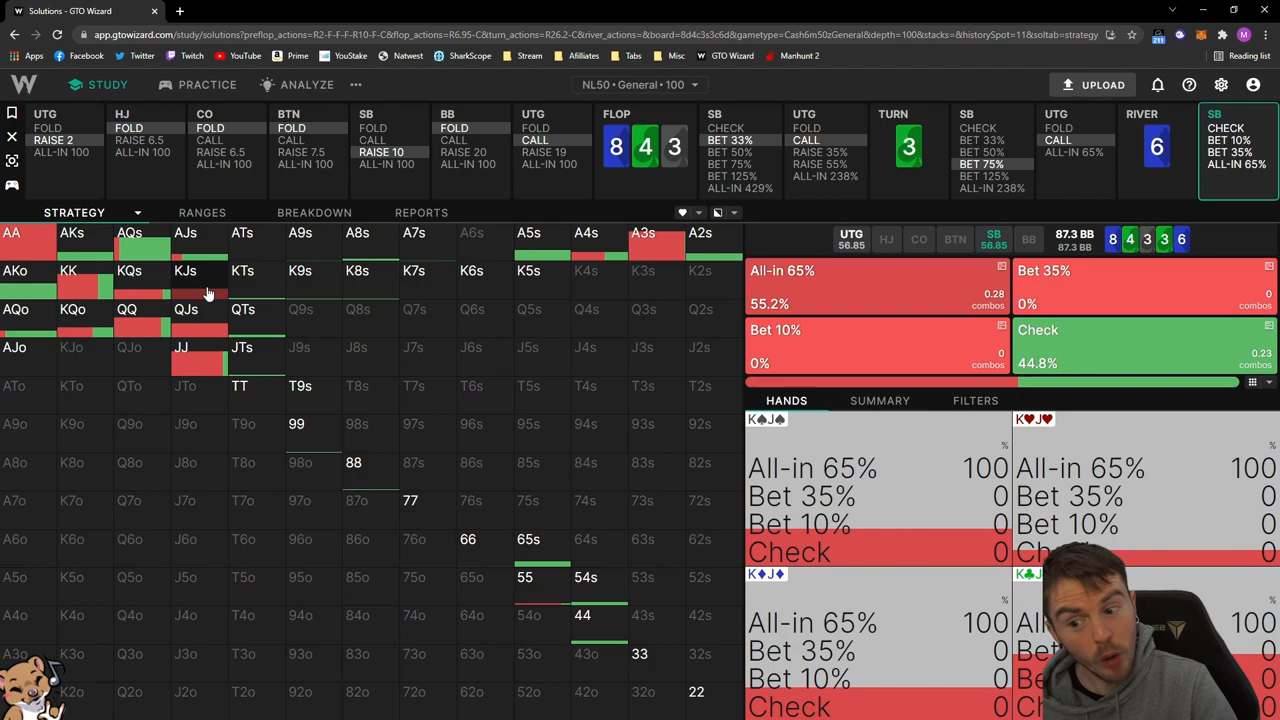 Solutions - GTO Wizard
app.gtowizard.com/study/solutions?preflop_actions=R2-F-F-F-R10-F-C&flop_actions=R6.95-C&turn_actions=R26.2-C&river_actions=&board=8d4c3s3c6d&gametype=Cash6m50zGeneral&depth=100&stacks=&historySpot=11&soltab=strategy
211
M
Apps Facebook Twitter Twitch YouTube Prime YouStake Natwest SharkScope Stream Afilliates Tabs Misc GTO Wizard Manhunt 2 Reading list
W STUDY PRACTICE ANALYZE NL50 • General • 100 UPLOAD
UTG
FOLD
RAISE 2
ALL-IN 100
HJ
FOLD
RAISE 6.5
ALL-IN 100
CO
FOLD
CALL
RAISE 6.5
ALL-IN 100
BTN
FOLD
CALL
RAISE 7.5
ALL-IN 100
SB
FOLD
CALL
RAISE 10
ALL-IN 100
BB
FOLD
CALL
RAISE 20
ALL-IN 100
UTG
FOLD
CALL
RAISE 19
ALL-IN 100
FLOP
8 4 3
SB
CHECK
BET 33%
BET 50%
BET 75%
BET 125%
ALL-IN 429%
UTG
FOLD
CALL
RAISE 35%
RAISE 55%
ALL-IN 238%
TURN
3
SB
CHECK
BET 33%
BET 50%
BET 75%
BET 125%
ALL-IN 238%
UTG
FOLD
CALL
ALL-IN 65%
RIVER
6
SB
CHECK
BET 10%
BET 35%
ALL-IN 65%
STRATEGY RANGES BREAKDOWN REPORTS
AA AKs AQs AJs ATs A9s A8s A7s A6s A5s A4s A3s A2s
AKo KK KQs KJs KTs K9s K8s K7s K6s K5s K4s K3s K2s
AQo KQo QQ QJs QTs Q9s Q8s Q7s Q6s Q5s Q4s Q3s Q2s
AJo KJo QJo JJ JTs J9s J8s J7s J6s J5s J4s J3s J2s
ATo KTo QTo JTo TT T9s T8s T7s T6s T5s T4s T3s T2s
A9o K9o Q9o J9o T9o 99 98s 97s 96s 95s 94s 93s 92s
A8o K8o Q8o J8o T8o 98o 88 87s 86s 85s 84s 83s 82s
A7o K7o Q7o J7o T7o 97o 87o 77 76s 75s 74s 73s 72s
A6o K6o Q6o J6o T6o 96o 86o 76o 66 65s 64s 63s 62s
A5o K5o Q5o J5o T5o 95o 85o 75o 65o 55 54s 53s 52s
A4o K4o Q4o J4o T4o 94o 84o 74o 64o 54o 44 43s 42s
A3o K3o Q3o J3o T3o 93o 83o 73o 63o 53o 43o 33 32s
K2o Q2o J2o T2o 92o 82o 72o 62o 52o 42o 32o 22
UTG
56.85
HJ CO BTN
SB
56.85
BB
87.3 BB
87.3 BB
8 4 3 3 6
All-in 65%
55.2%
0.28
combos
Bet 35%
0%
0
combos
Bet 10%
0%
0
combos
Check
44.8%
0.23
combos
HANDS SUMMARY FILTERS
K♠J♠
%
All-in 65% 100
Bet 35% 0
Bet 10% 0
Check 0
K♥J♥
%
All-in 65% 100
Bet 35% 0
Bet 10% 0
0
K♦J♦
%
All-in 65% 100
Bet 35% 0
Bet 10% 0
Check 0
K♣J
%
100
0
0
0